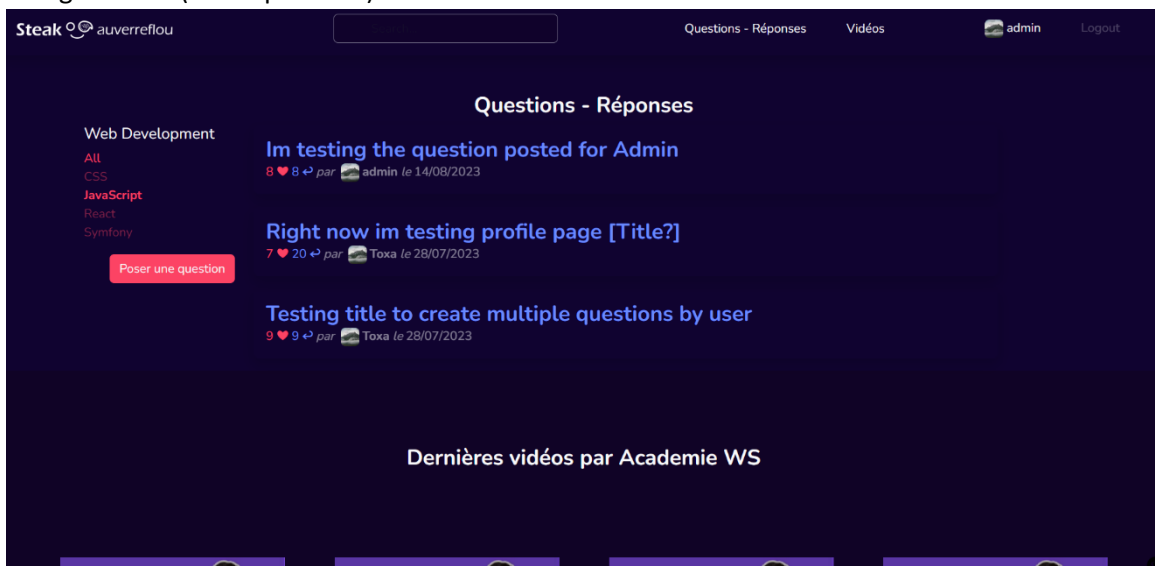 Steak auverreflou
Questions - Réponses
Vidéos
admin
Logout
Questions - Réponses
Web Development
All
CSS
JavaScript
React
Symfony
Poser une question
Im testing the question posted for Admin
8 ❤ 8 ↩ par admin le 14/08/2023
Right now im testing profile page [Title?]
7 ❤ 20 ↩ par Toxa le 28/07/2023
Testing title to create multiple questions by user
9 ❤ 9 ↩ par Toxa le 28/07/2023
Dernières vidéos par Academie WS